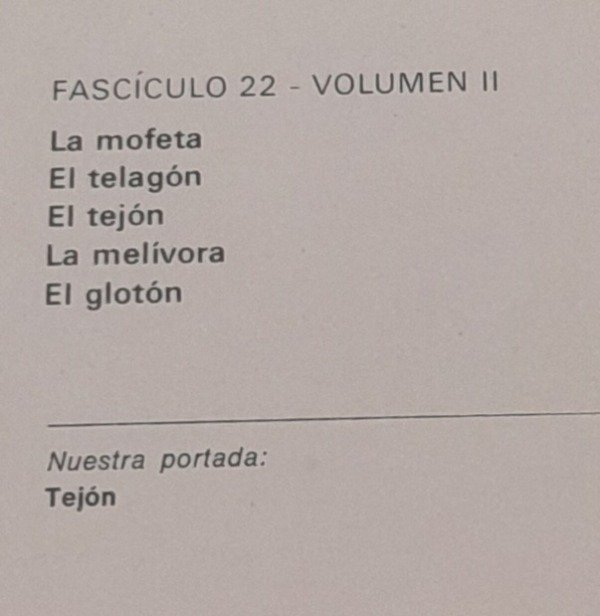 FASCÍCULO 22 - VOLUMEN II
La mofeta
El telagón
El tejón
La melívora
El glotón
Nuestra portada:
Tejón